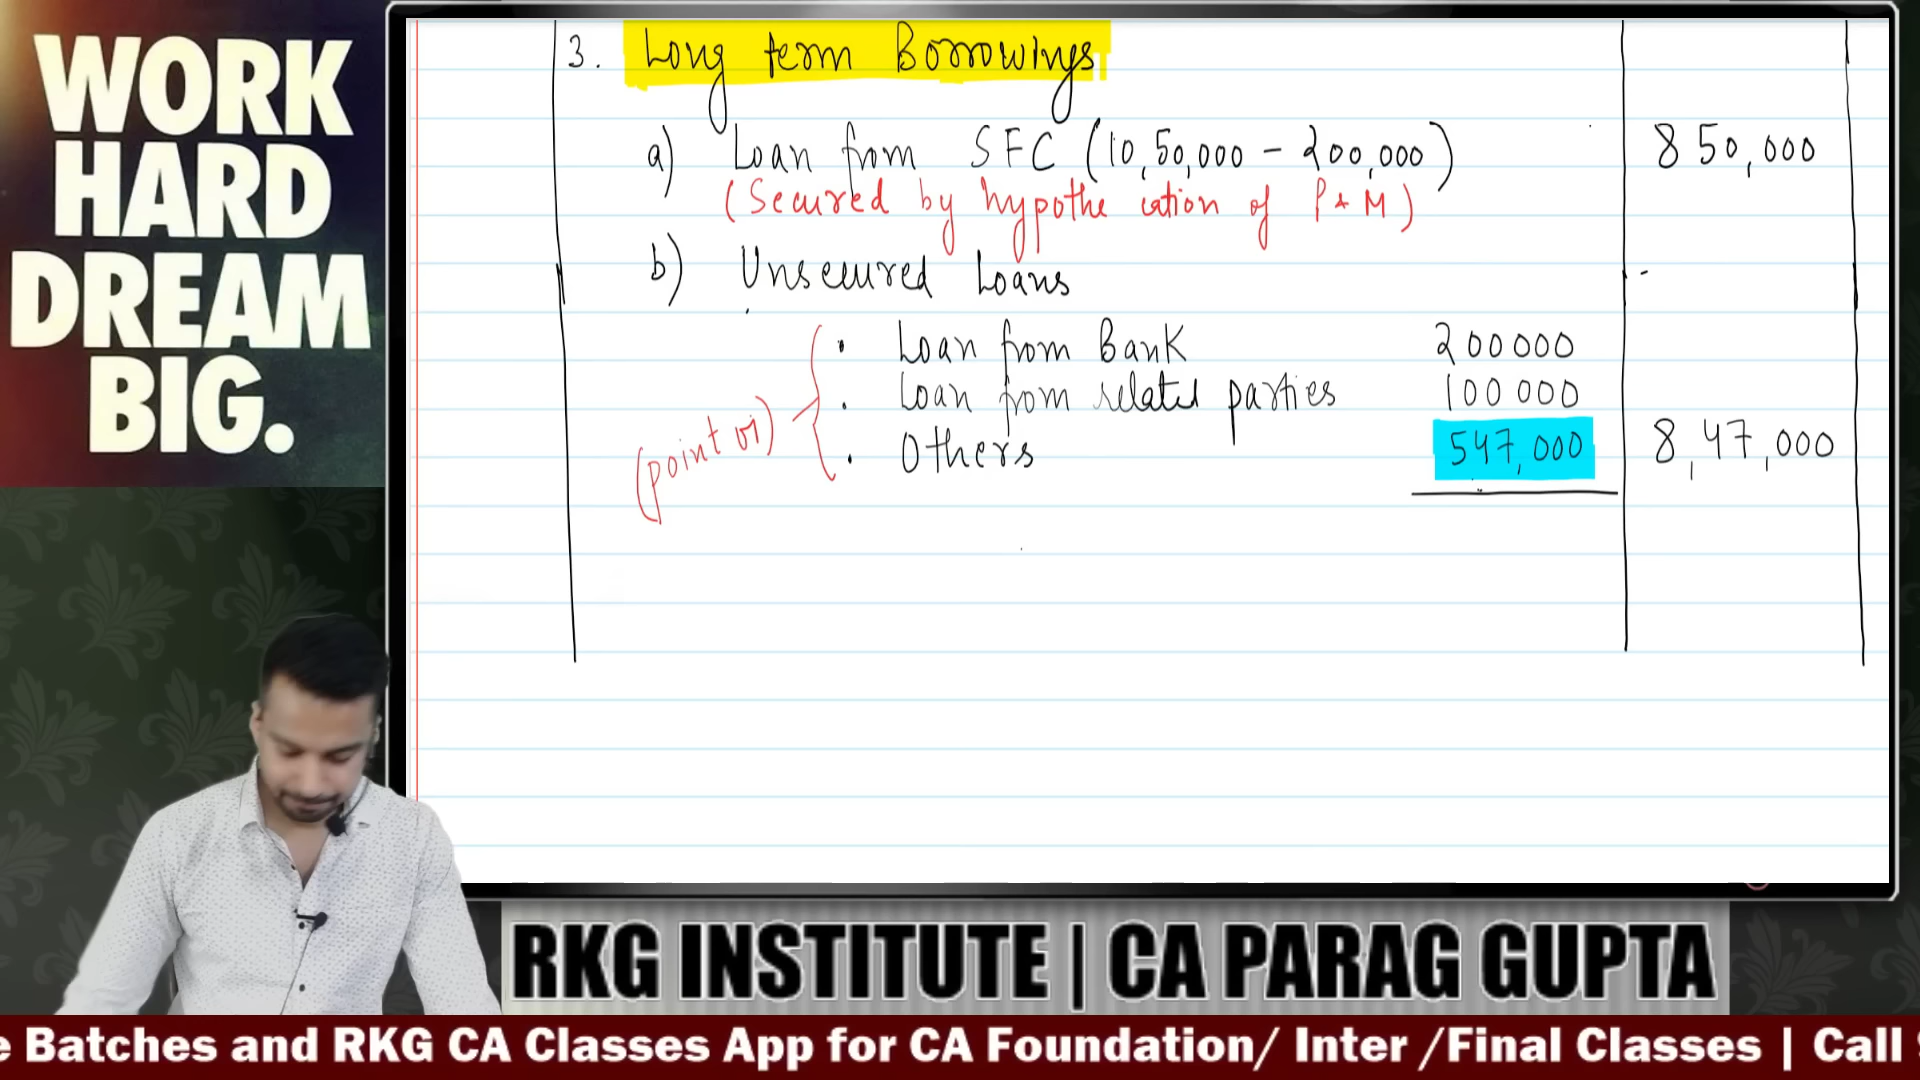 WORK
HARD
DREAM
BIG.
3. Long term Borrowings
a) Loan from SFC (10,50,000 - 200,000) 850,000
(Secured by hypothecation of P & M)
b) Unsecured Loans -
. Loan from Bank 200000
. Loan from related parties 100000
. Others 547,000 8,47,000
(point vi)
RKG INSTITUTE | CA PARAG GUPTA
e Batches and RKG CA Classes App for CA Foundation/ Inter /Final Classes | Call